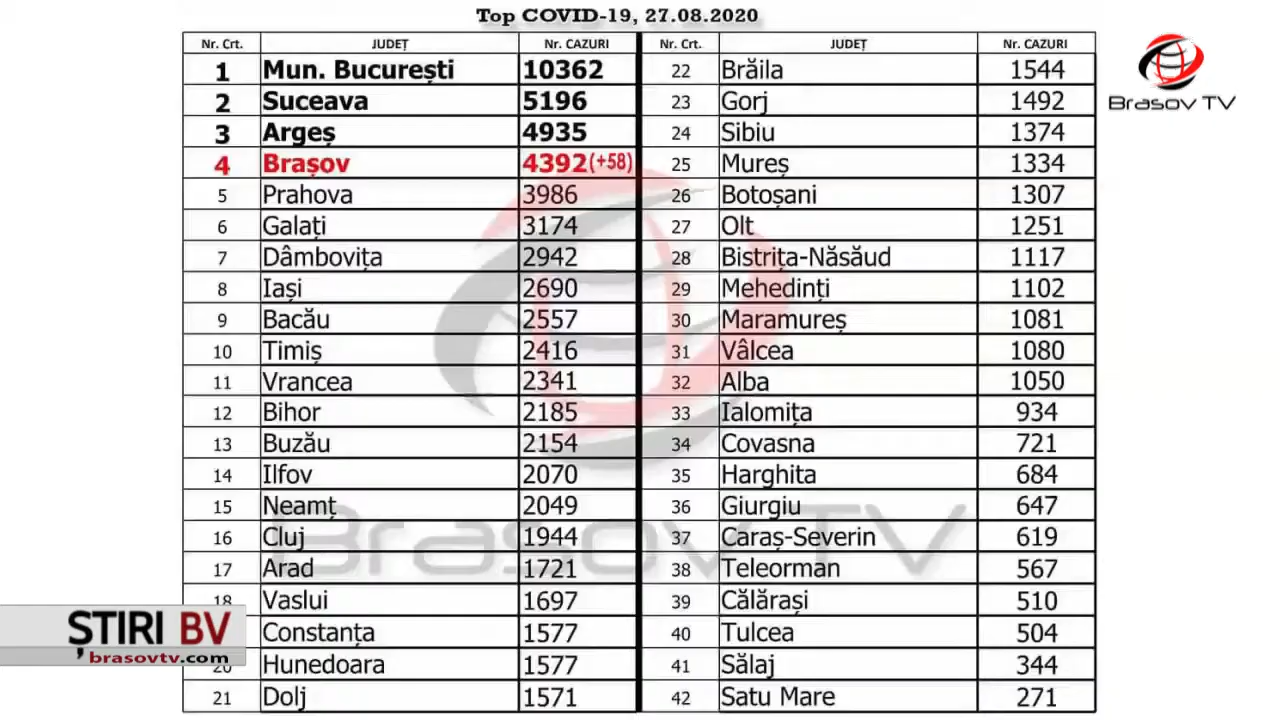 Top COVID-19, 27.08.2020
Nr. Crt. JUDEȚ Nr. CAZURI Nr. Crt. JUDEȚ Nr. CAZURI
1 Mun. București 10362 22 Brăila 1544
2 Suceava 5196 23 Gorj 1492
3 Argeș 4935 24 Sibiu 1374
4 Brașov 4392(+58) 25 Mureș 1334
5 Prahova 3986 26 Botoșani 1307
6 Galați 3174 27 Olt 1251
7 Dâmbovița 2942 28 Bistrița-Năsăud 1117
8 Iași 2690 29 Mehedinți 1102
9 Bacău 2557 30 Maramureș 1081
10 Timiș 2416 31 Vâlcea 1080
11 Vrancea 2341 32 Alba 1050
12 Bihor 2185 33 Ialomița 934
13 Buzău 2154 34 Covasna 721
14 Ilfov 2070 35 Harghita 684
15 Neamț 2049 36 Giurgiu 647
16 Cluj 1944 37 Caraș-Severin 619
17 Arad 1721 38 Teleorman 567
18 Vaslui 1697 39 Călărași 510
Constanța 1577 40 Tulcea 504
20 Hunedoara 1577 41 Sălaj 344
21 Dolj 1571 42 Satu Mare 271
Brasov TV
Brasov TV
ȘTIRI BV
brasovtv.com